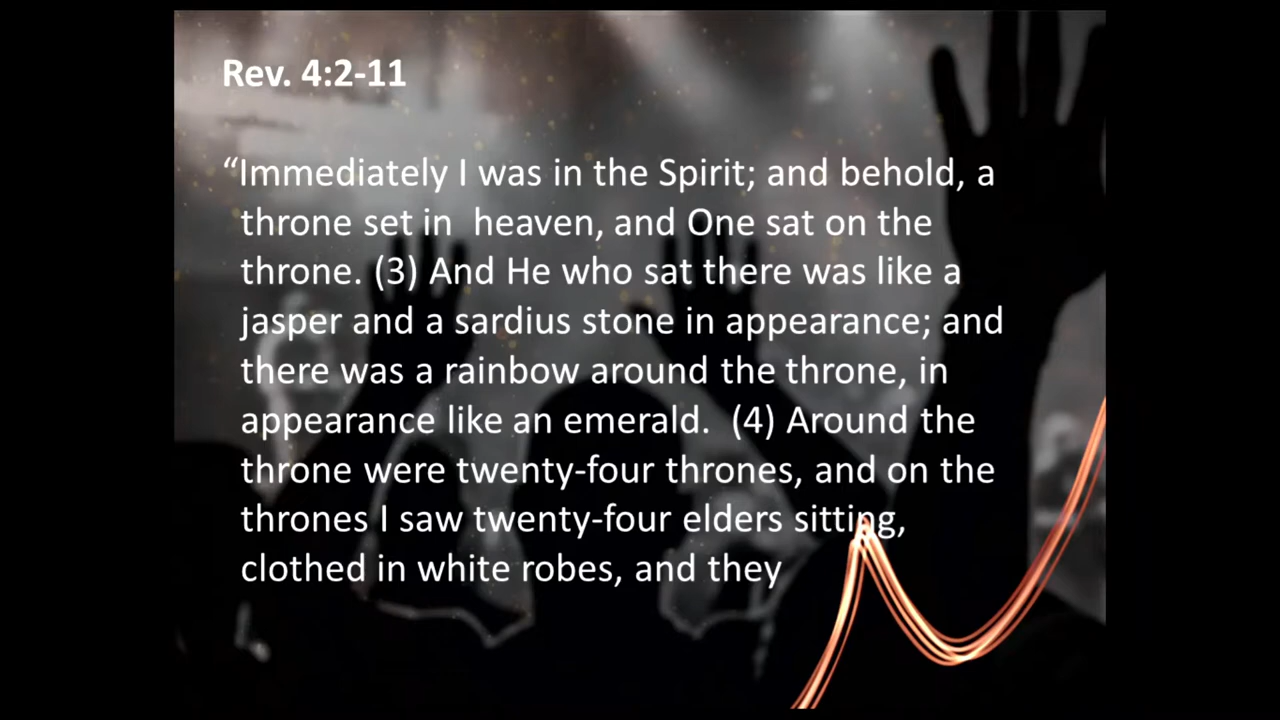 Rev. 4:2-11
“Immediately I was in the Spirit; and behold, a
throne set in  heaven, and One sat on the
throne. (3) And He who sat there was like a
jasper and a sardius stone in appearance; and
there was a rainbow around the throne, in
appearance like an emerald.  (4) Around the
throne were twenty-four thrones, and on the
thrones I saw twenty-four elders sitting,
clothed in white robes, and they